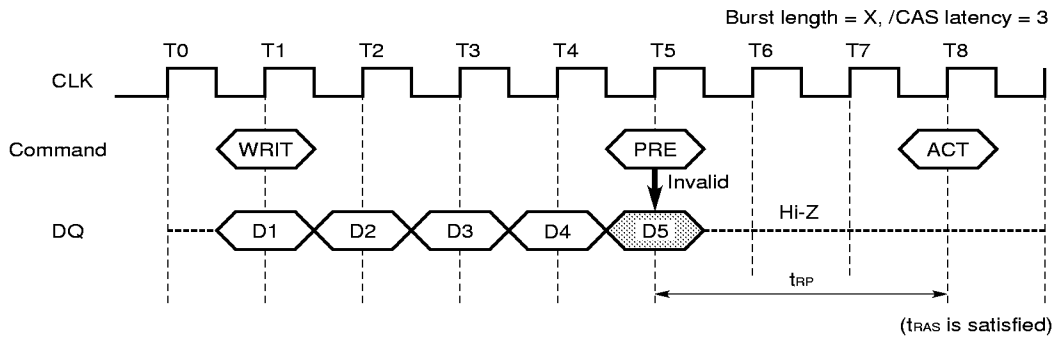 Burst length = X, /CAS latency = 3
T0 T1 T2 T3 T4 T5 T6 T7 T8
CLK
Command WRIT PRE ACT
Invalid
Hi-Z
DQ D1 D2 D3 D4 D5
tRP
(tRAS is satisfied)